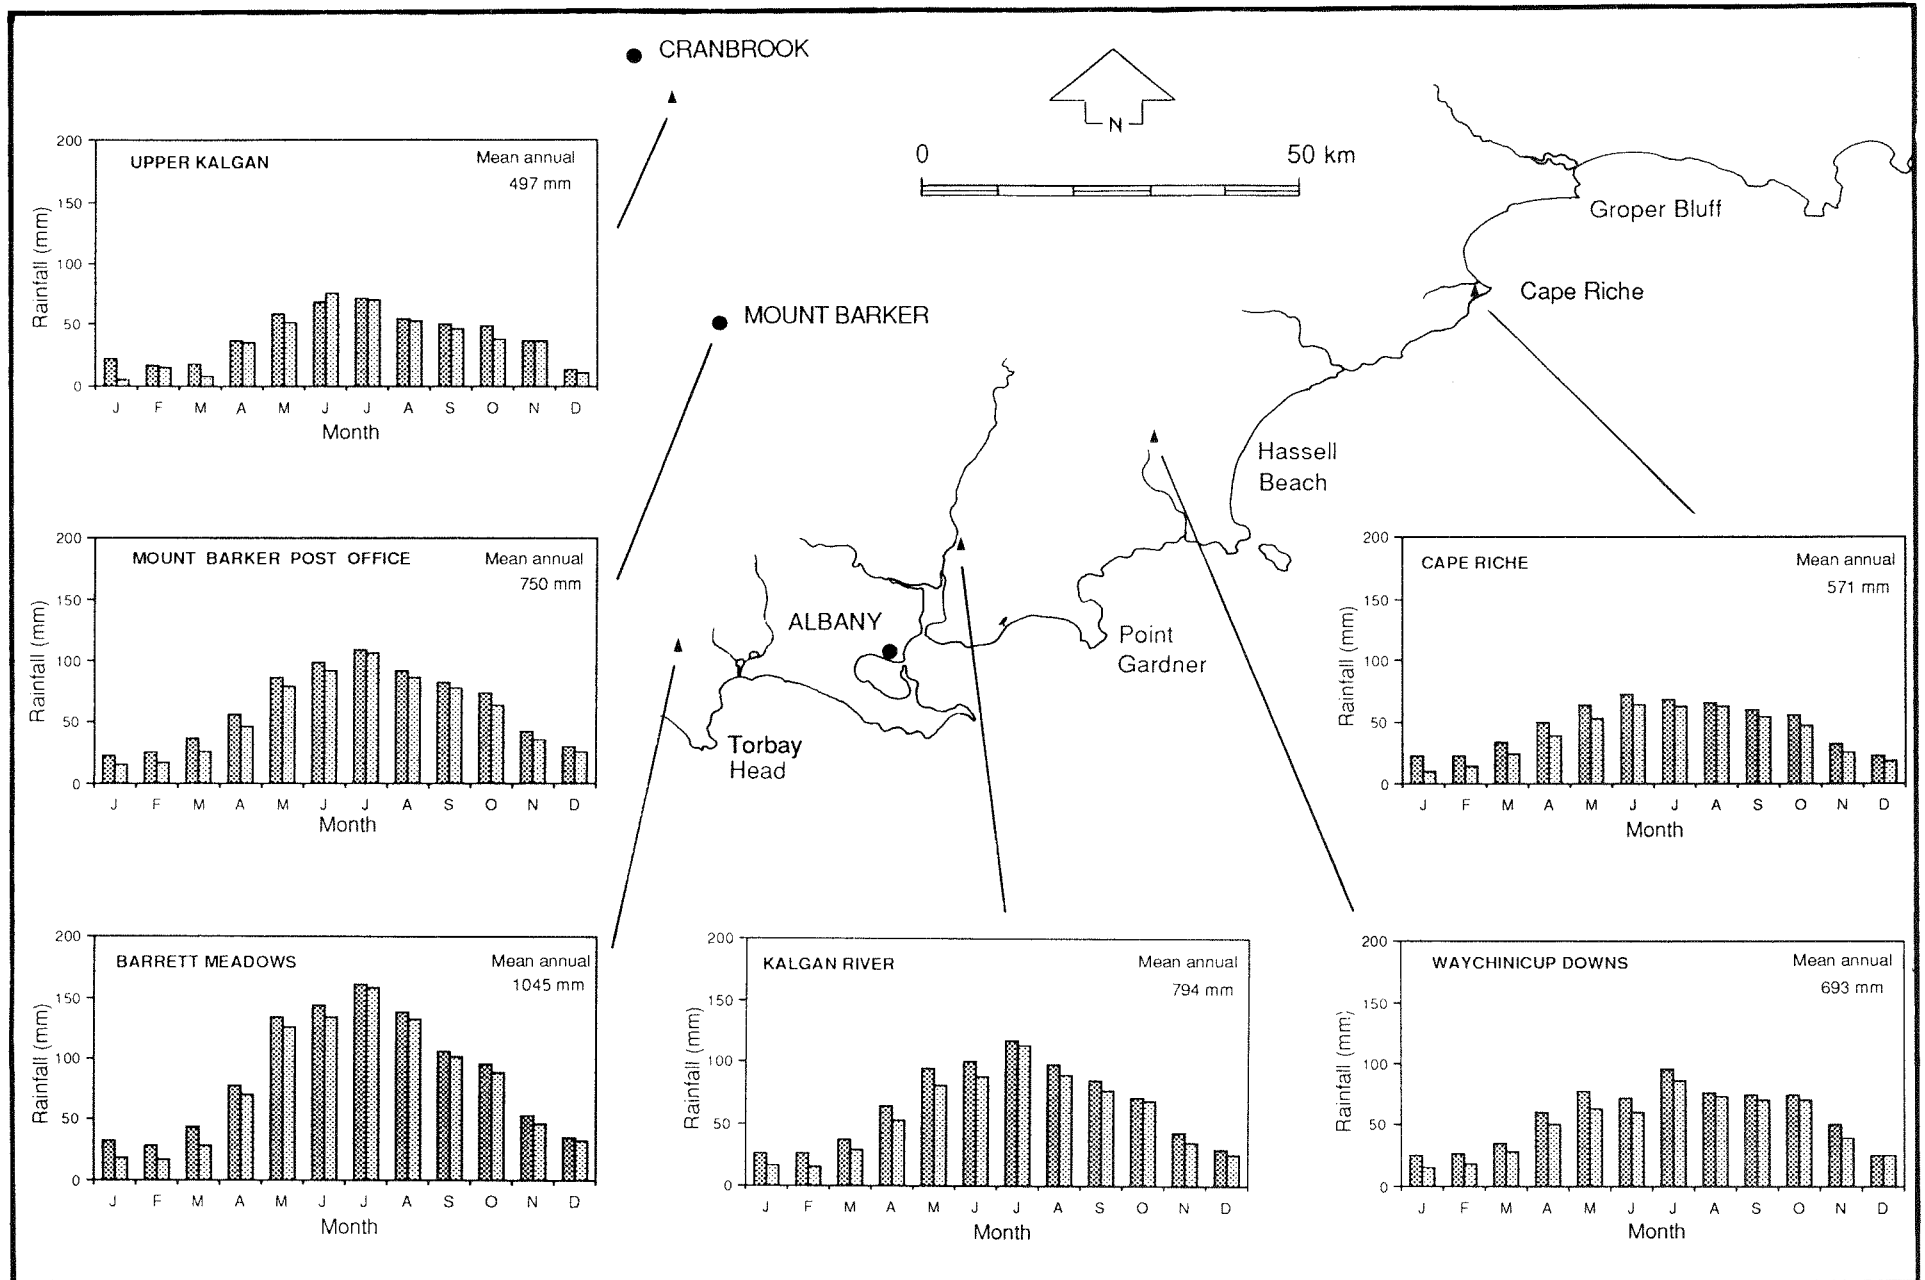 CRANBROOK
N
0 50 km
UPPER KALGAN
Mean annual
497 mm
200
150
100
50
0
Rainfall (mm)
J F M A M J J A S O N D
Month
Groper Bluff
Cape Riche
MOUNT BARKER
Hassell
Beach
MOUNT BARKER POST OFFICE
Mean annual
750 mm
200
150
100
50
0
Rainfall (mm)
J F M A M J J A S O N D
Month
ALBANY
Point
Gardner
Torbay
Head
CAPE RICHE
Mean annual
571 mm
200
150
100
50
0
Rainfall (mm)
J F M A M J J A S O N D
Month
BARRETT MEADOWS
Mean annual
1045 mm
200
150
100
50
0
Rainfall (mm)
J F M A M J J A S O N D
Month
KALGAN RIVER
Mean annual
794 mm
200
150
100
50
0
Rainfall (mm)
J F M A M J J A S O N D
Month
WAYCHINICUP DOWNS
Mean annual
693 mm
200
150
100
50
0
Rainfall (mm)
J F M A M J J A S O N D
Month